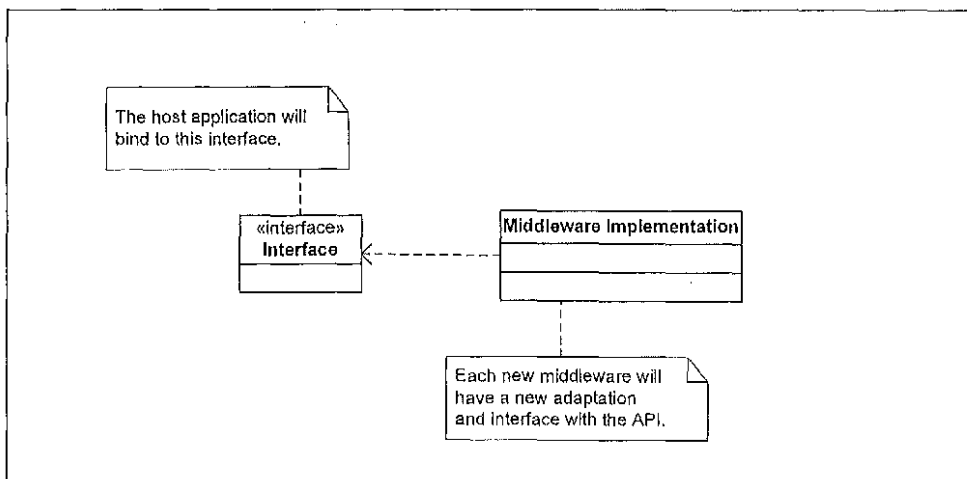 The host application will
bind to this interface.
«interface»
Interface
Middleware Implementation
Each new middleware will
have a new adaptation
and interface with the API.